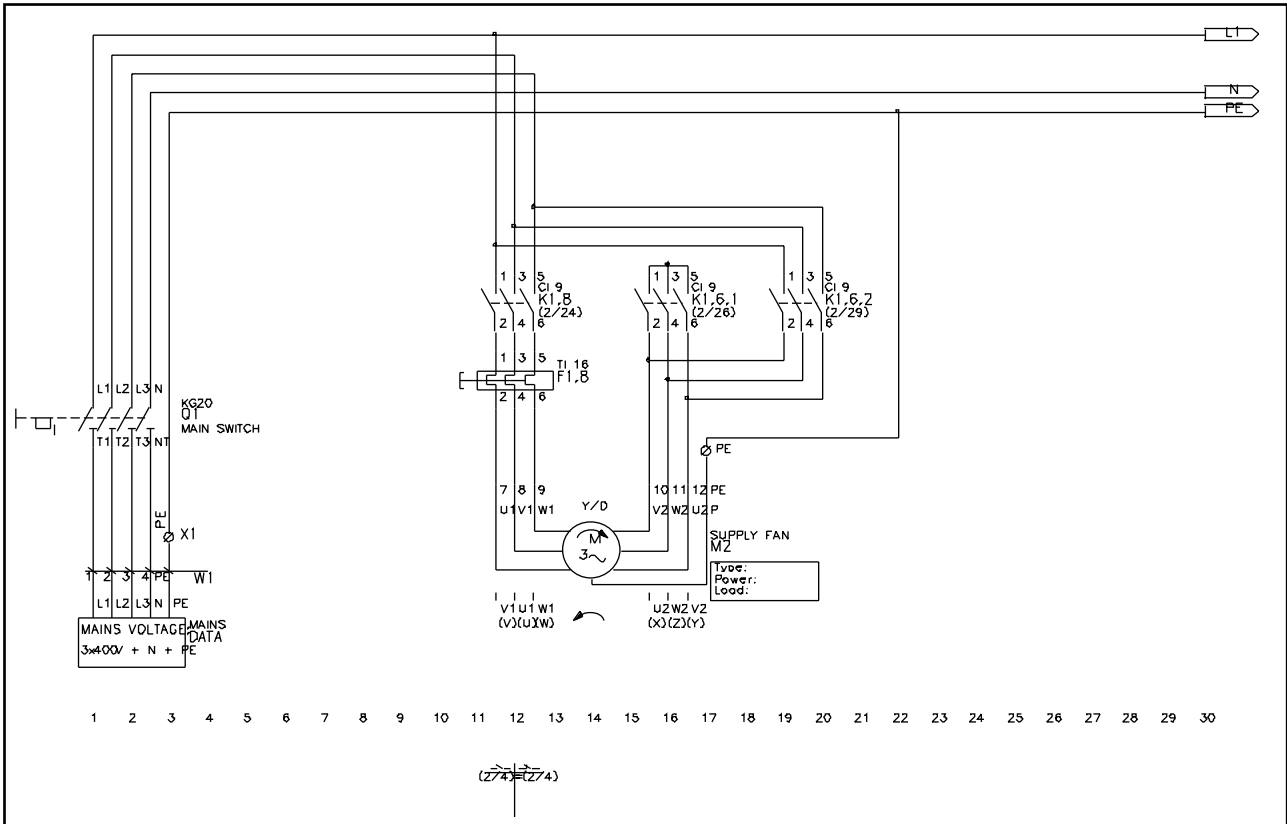 L1
N
PE
1 3 5
CI 9
K1,8
(2/24)
2 4 6
1 3 5
CI 9
K1,6,1
(2/26)
2 4 6
1 3 5
CI 9
K1,6,2
(2/29)
2 4 6
1 3 5
TI 16
F1,8
2 4 6
L1 L2 L3 N
KG20
Q1
MAIN SWITCH
T1 T2 T3 NT
PE
7 8 9
Y/D
10 11 12 PE
U1 V1 W1
V2 W2 U2 P
PE
X1
M
3~
SUPPLY FAN
M2
Type:
Power:
Load:
1 2 3 4 PE
W1
L1 L2 L3 N PE
V1 U1 W1
(V)(U)(W)
U2 W2 V2
(X)(Z)(Y)
MAINS VOLTAGE
3x400V + N + PE
MAINS
DATA
1 2 3 4 5 6 7 8 9 10 11 12 13 14 15 16 17 18 19 20 21 22 23 24 25 26 27 28 29 30
(2/4)=(2/4)